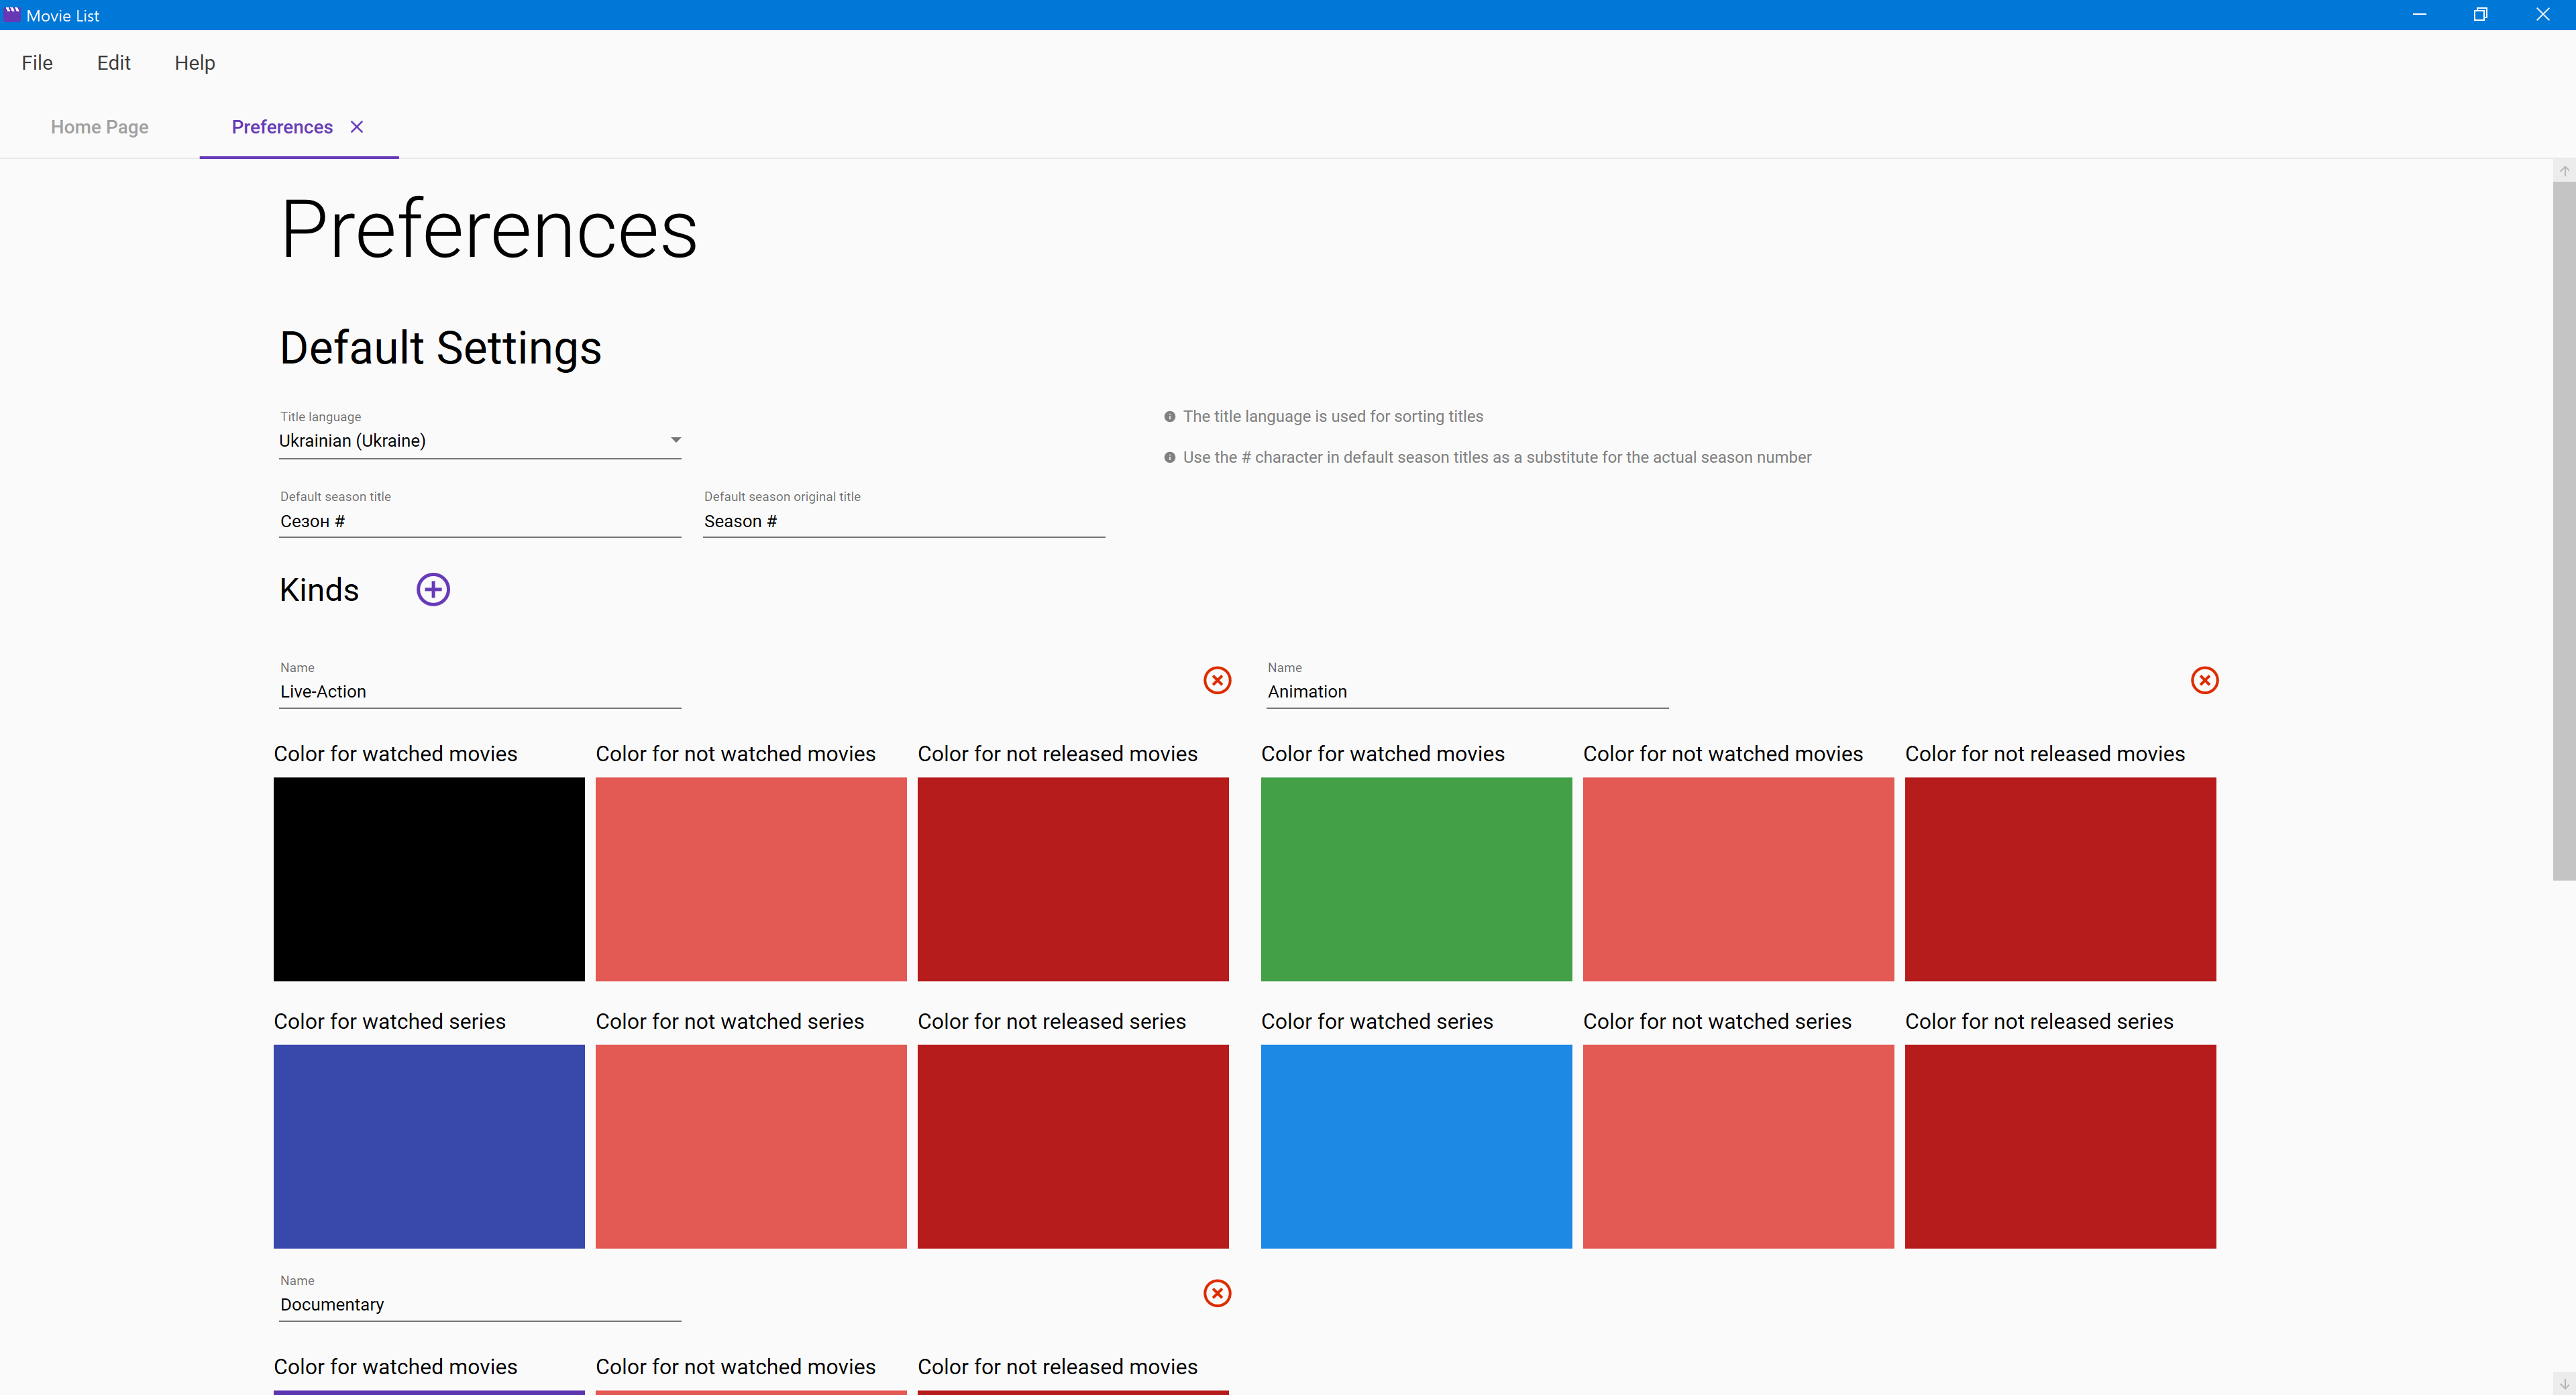 Movie List
File Edit Help
Home Page Preferences
Preferences
Default Settings
Title language
Ukrainian (Ukraine)
The title language is used for sorting titles
Use the # character in default season titles as a substitute for the actual season number
Default season title Default season original title
Сезон # Season #
Kinds
Name Name
Live-Action Animation
Color for watched movies Color for not watched movies Color for not released movies Color for watched movies Color for not watched movies Color for not released movies
Color for watched series Color for not watched series Color for not released series Color for watched series Color for not watched series Color for not released series
Name
Documentary
Color for watched movies Color for not watched movies Color for not released movies